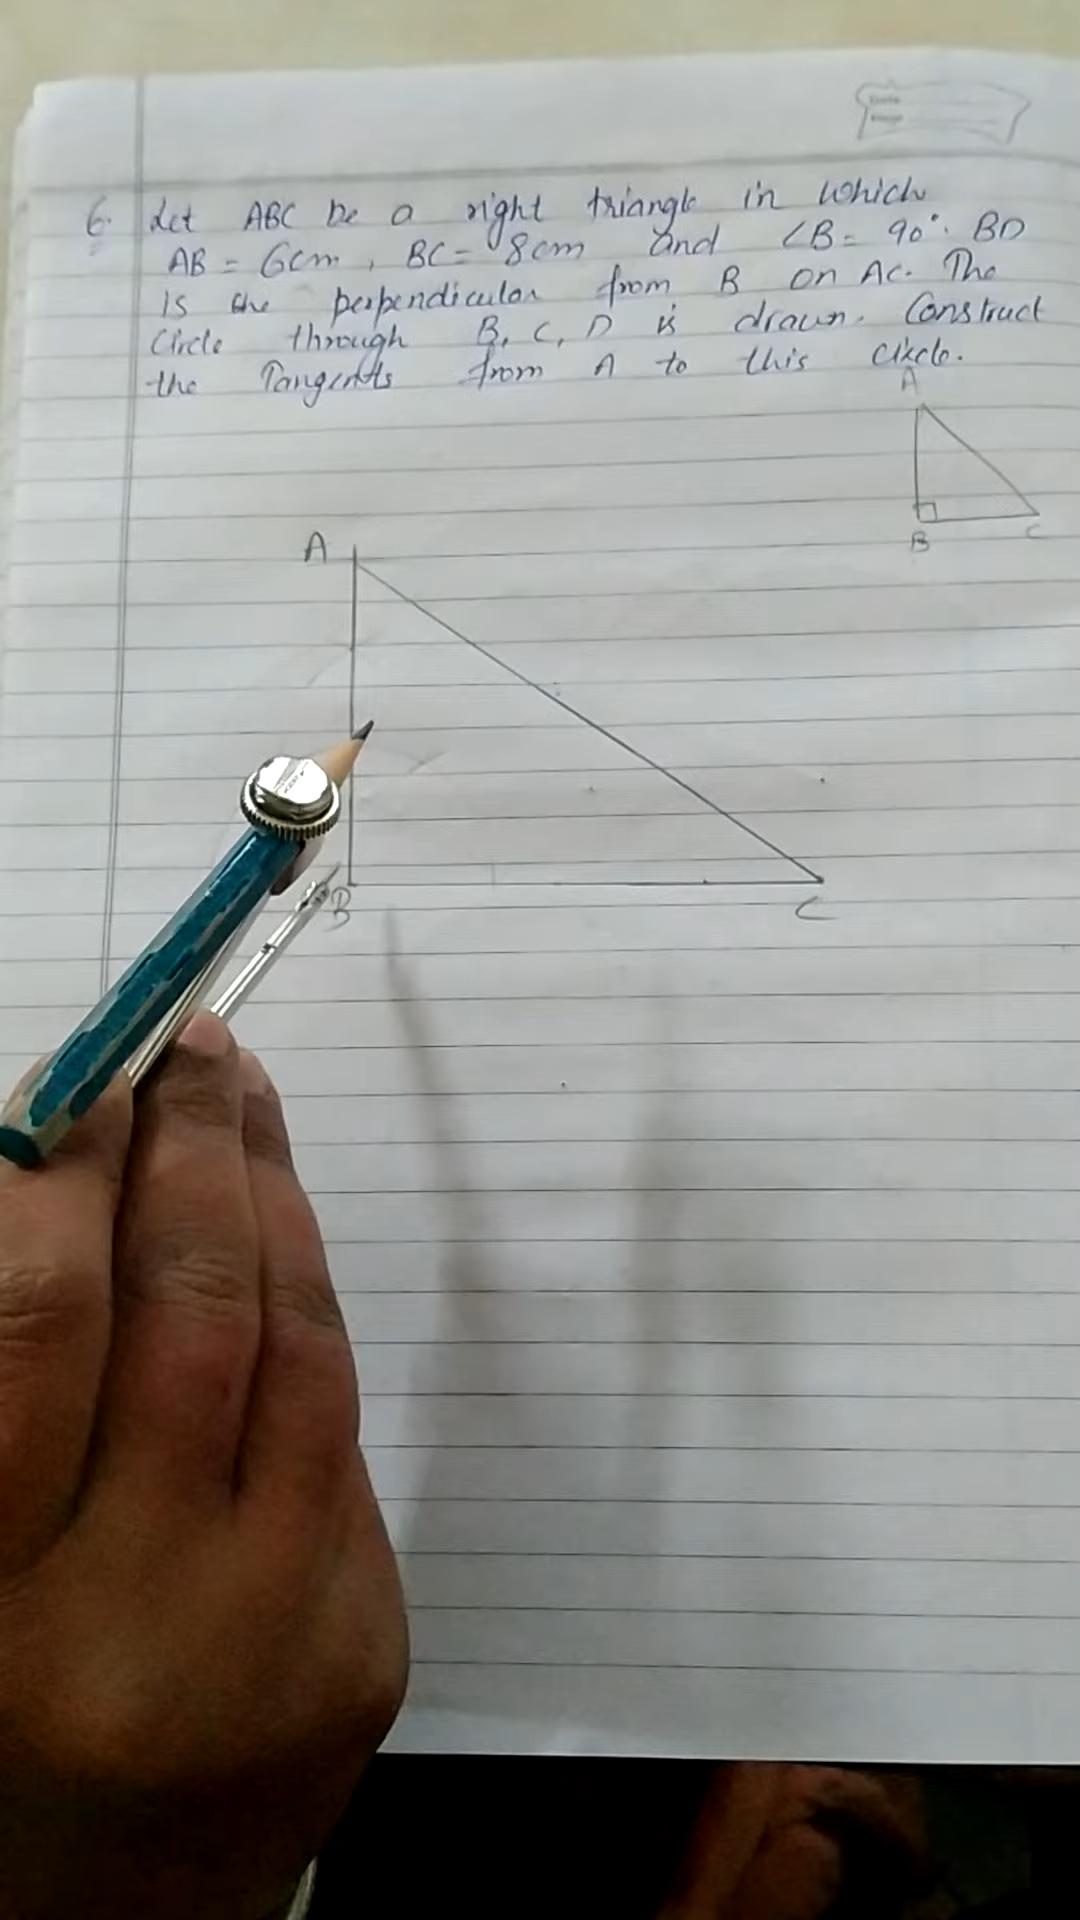 6. Let ABC be a right triangle in which
AB = 6cm, BC = 8cm and ∠B = 90°. BD
is the perpendicular from B on AC. The
Circle through B, C, D is drawn. Construct
the Tangents from A to this circle.
A
B
C
A
B
C